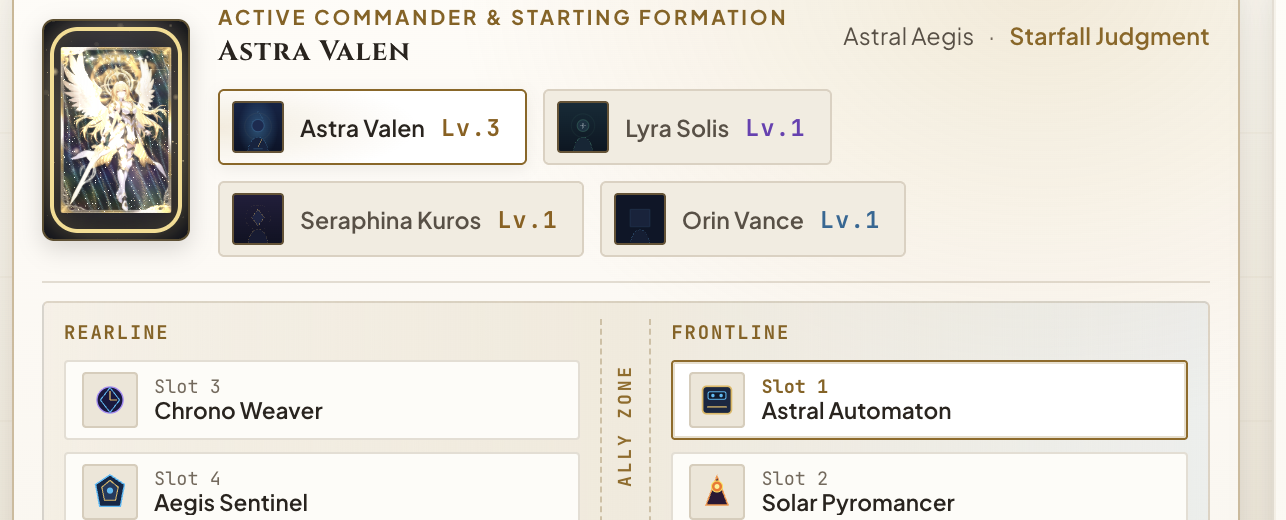 ACTIVE COMMANDER & STARTING FORMATION
ASTRA VALEN
Astral Aegis · Starfall Judgment
Astra Valen Lv.3
Lyra Solis Lv.1
Seraphina Kuros Lv.1
Orin Vance Lv.1
REARLINE
Slot 3
Chrono Weaver
Slot 4
Aegis Sentinel
ALLY ZONE
FRONTLINE
Slot 1
Astral Automaton
Slot 2
Solar Pyromancer